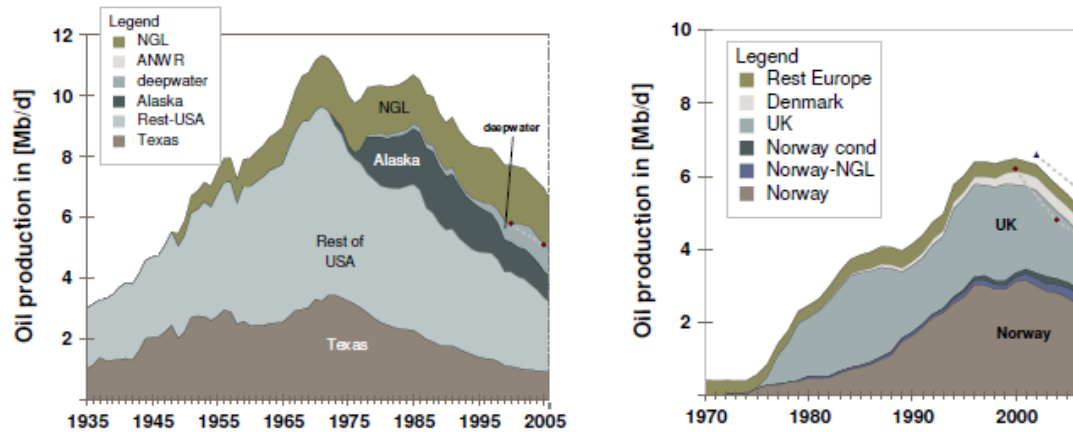 Legend
NGL
ANWR
deepwater
Alaska
Rest-USA
Texas
Oil production in [Mb/d]
12
10
8
6
4
2
NGL
deepwater
Alaska
Rest of
USA
Texas
1935 1945 1955 1965 1975 1985 1995 2005
Legend
Rest Europe
Denmark
UK
Norway cond
Norway-NGL
Norway
Oil production in [Mb/d]
10
8
6
4
2
UK
Norway
1970 1980 1990 2000